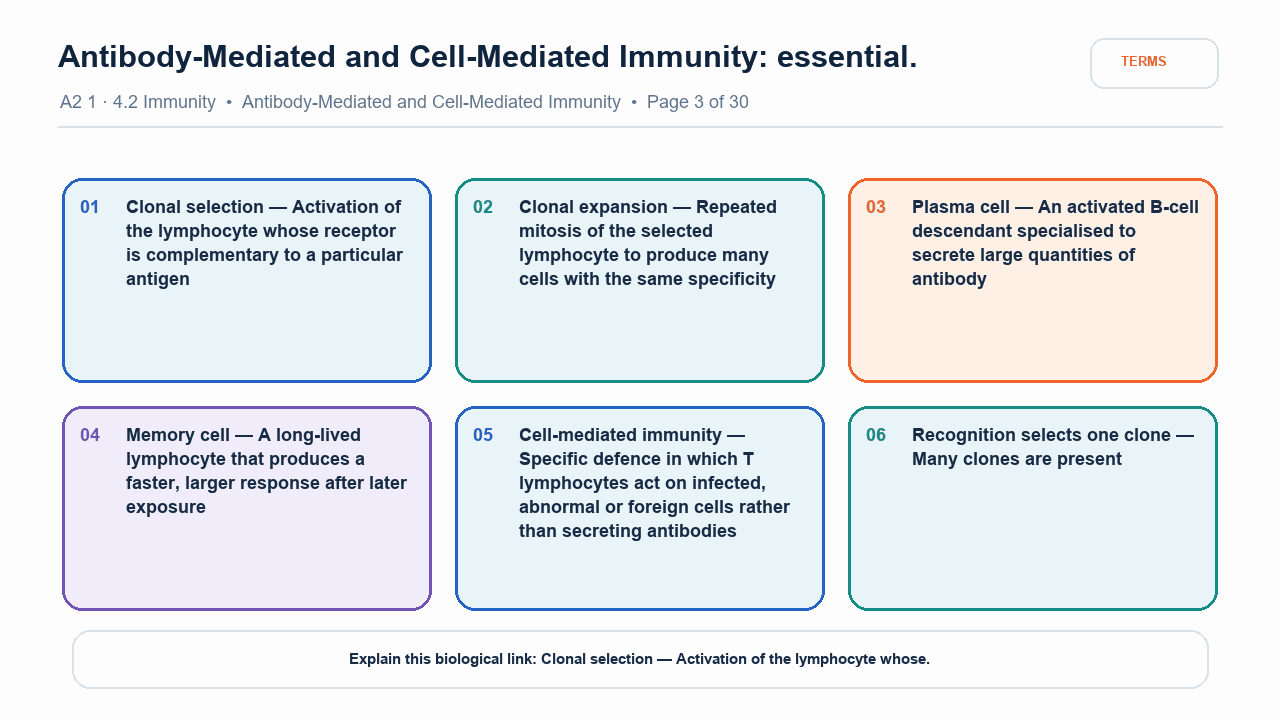 Antibody-Mediated and Cell-Mediated Immunity: essential.
TERMS
A2 1 · 4.2 Immunity • Antibody-Mediated and Cell-Mediated Immunity • Page 3 of 30
01
Clonal selection — Activation of
the lymphocyte whose receptor
is complementary to a particular
antigen
02
Clonal expansion — Repeated
mitosis of the selected
lymphocyte to produce many
cells with the same specificity
03
Plasma cell — An activated B-cell
descendant specialised to
secrete large quantities of
antibody
04
Memory cell — A long-lived
lymphocyte that produces a
faster, larger response after later
exposure
05
Cell-mediated immunity —
Specific defence in which T
lymphocytes act on infected,
abnormal or foreign cells rather
than secreting antibodies
06
Recognition selects one clone —
Many clones are present
Explain this biological link: Clonal selection — Activation of the lymphocyte whose.